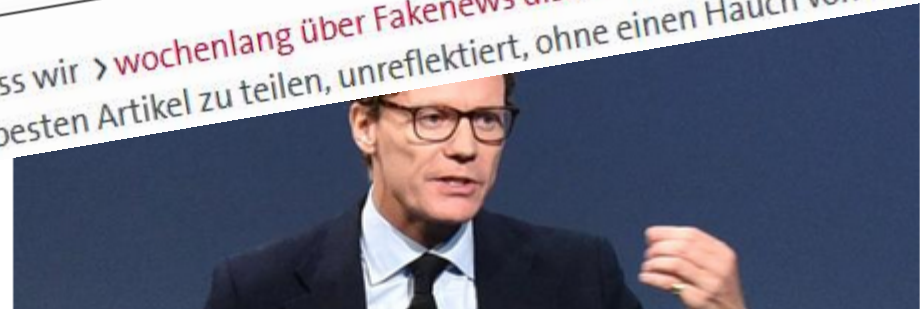 ss wir › wochenlang über Fakenews
besten Artikel zu teilen, unreflektiert, ohne einen Hauch